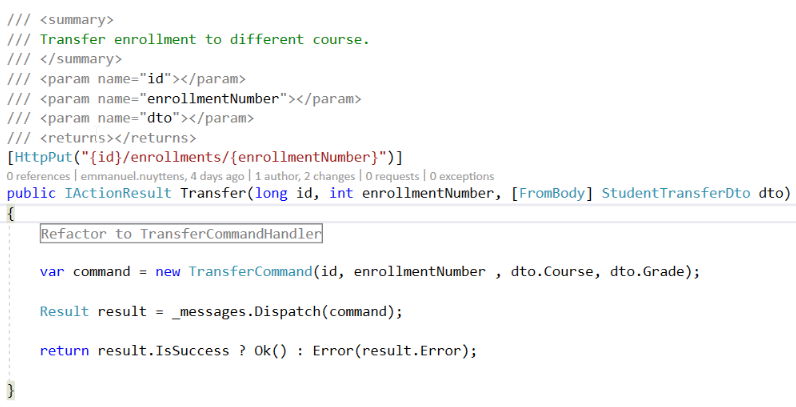 /// <summary>
/// Transfer enrollment to different course.
/// </summary>
/// <param name="id"></param>
/// <param name="enrollmentNumber"></param>
/// <param name="dto"></param>
/// <returns></returns>
[HttpPut("{id}/enrollments/{enrollmentNumber}")]
0 references | emmanuel.nuyttens, 4 days ago | 1 author, 2 changes | 0 requests | 0 exceptions
public IActionResult Transfer(long id, int enrollmentNumber, [FromBody] StudentTransferDto dto)
{
Refactor to TransferCommandHandler
var command = new TransferCommand(id, enrollmentNumber , dto.Course, dto.Grade);
Result result = _messages.Dispatch(command);
return result.IsSuccess ? Ok() : Error(result.Error);
}